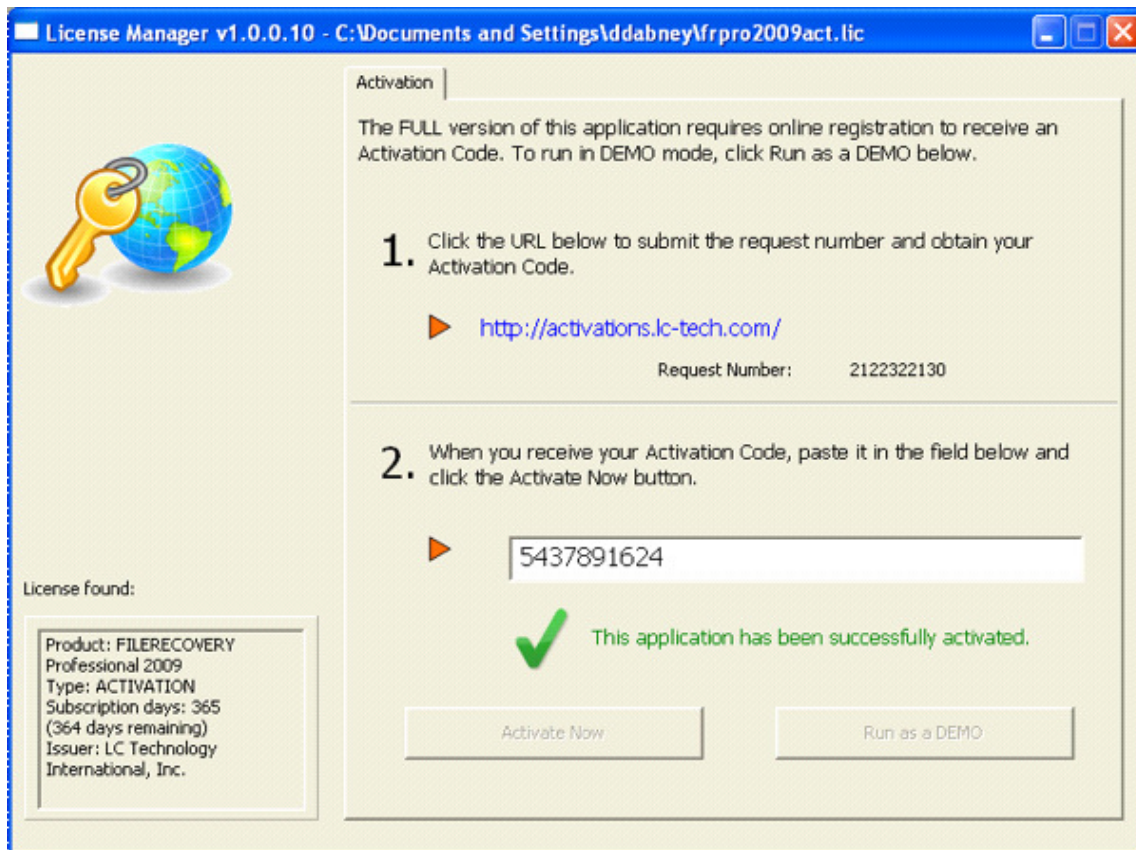 License Manager v1.0.0.10 - C:\Documents and Settings\ddabney\frpro2009act.lic
Activation
The FULL version of this application requires online registration to receive an
Activation Code. To run in DEMO mode, click Run as a DEMO below.
1. Click the URL below to submit the request number and obtain your
Activation Code.
http://activations.lc-tech.com/
Request Number: 2122322130
2. When you receive your Activation Code, paste it in the field below and
click the Activate Now button.
5437891624
This application has been successfully activated.
Activate Now
Run as a DEMO
License found:
Product: FILERECOVERY
Professional 2009
Type: ACTIVATION
Subscription days: 365
(364 days remaining)
Issuer: LC Technology
International, Inc.